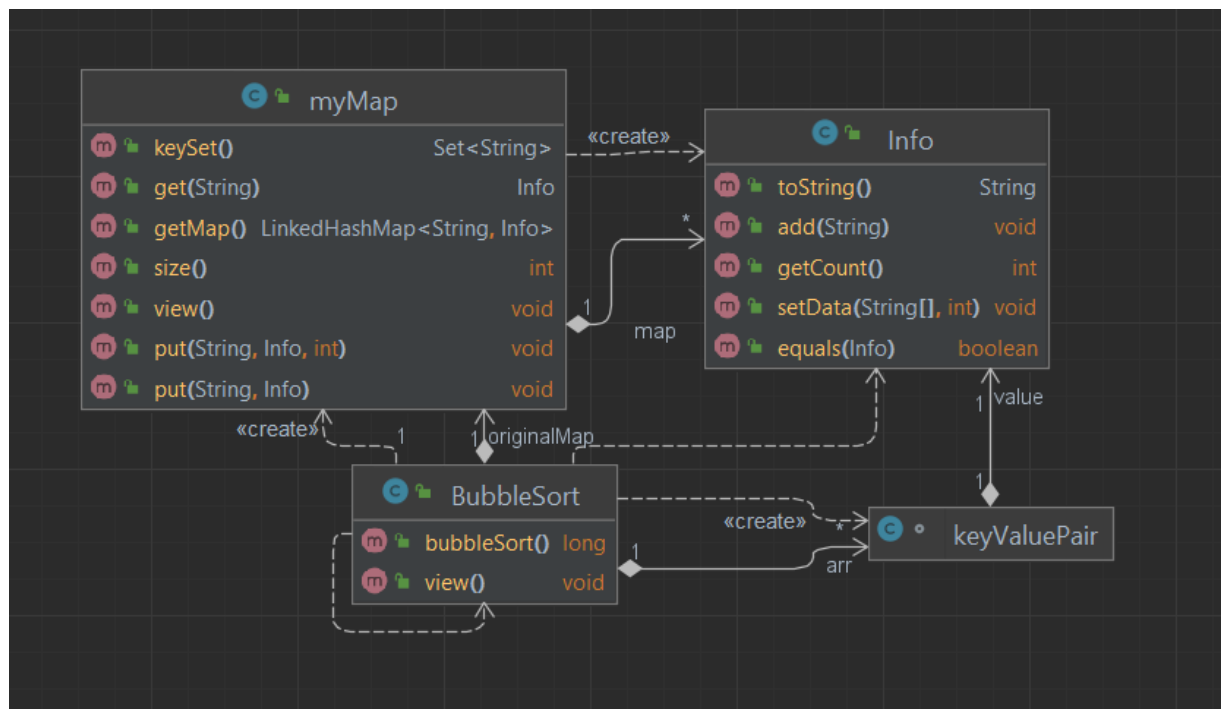 myMap
keySet() Set<String>
get(String) Info
getMap() LinkedHashMap<String, Info>
size() int
view() void
put(String, Info, int) void
put(String, Info) void
«create»
Info
toString() String
add(String) void
getCount() int
setData(String[], int) void
equals(Info) boolean
*
1
map
«create»
1
1
originalMap
1
value
1
BubbleSort
bubbleSort() long
view() void
«create»
*
1
arr
keyValuePair